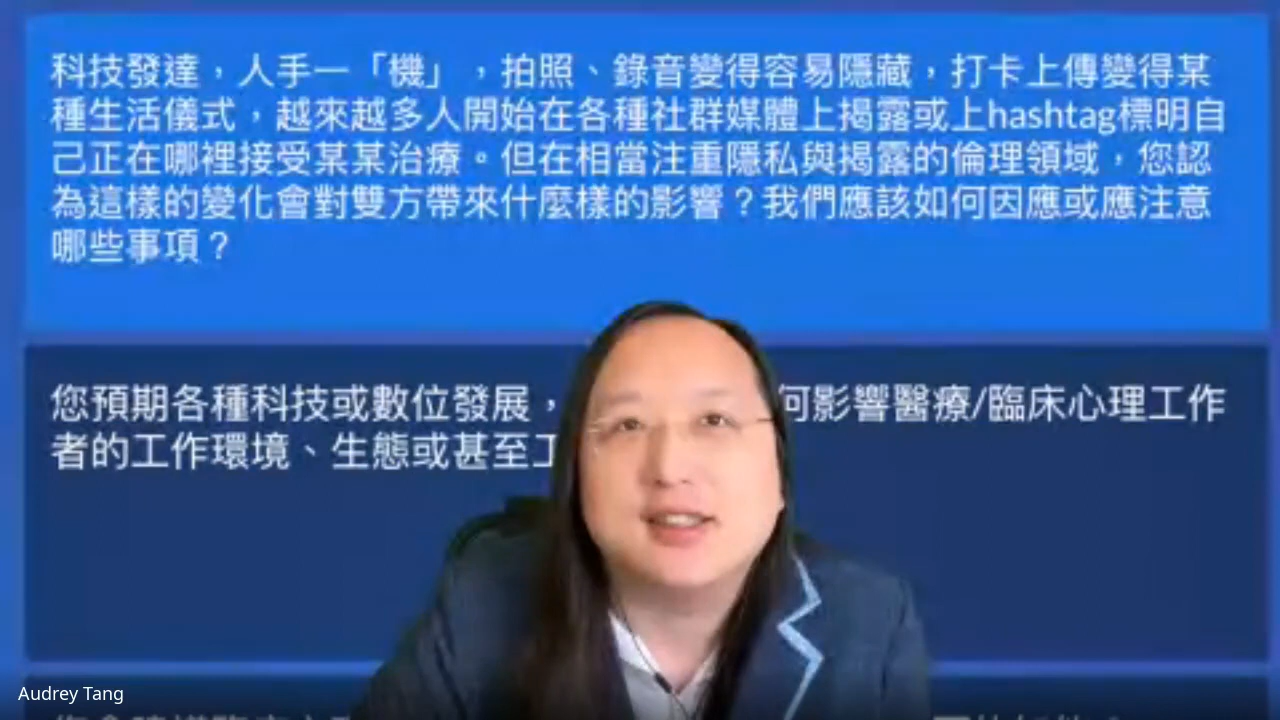 科技發達，人手一「機」，拍照、錄音變得容易隱藏，打卡上傳變得某
種生活儀式，越來越多人開始在各種社群媒體上揭露或上hashtag標明自
己正在哪裡接受某某治療。但在相當注重隱私與揭露的倫理領域，您認
為這樣的變化會對雙方帶來什麼樣的影響？我們應該如何因應或應注意
哪些事項？
您預期各種科技或數位發展，何影響醫療/臨床心理工作
者的工作環境、生態或甚至工
Audrey Tang